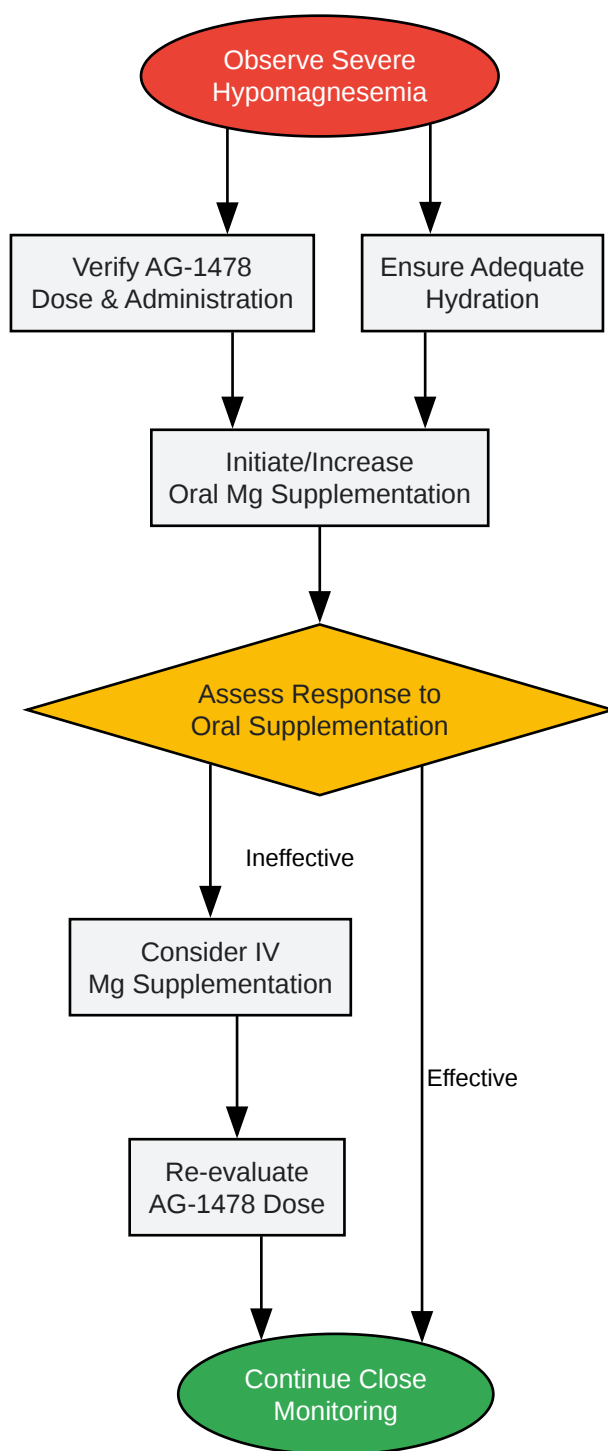 Observe Severe
Hypomagnesemia
Verify AG-1478
Dose & Administration
Ensure Adequate
Hydration
Initiate/Increase
Oral Mg Supplementation
Assess Response to
Oral Supplementation
Ineffective
Consider IV
Mg Supplementation
Effective
Re-evaluate
AG-1478 Dose
Continue Close
Monitoring